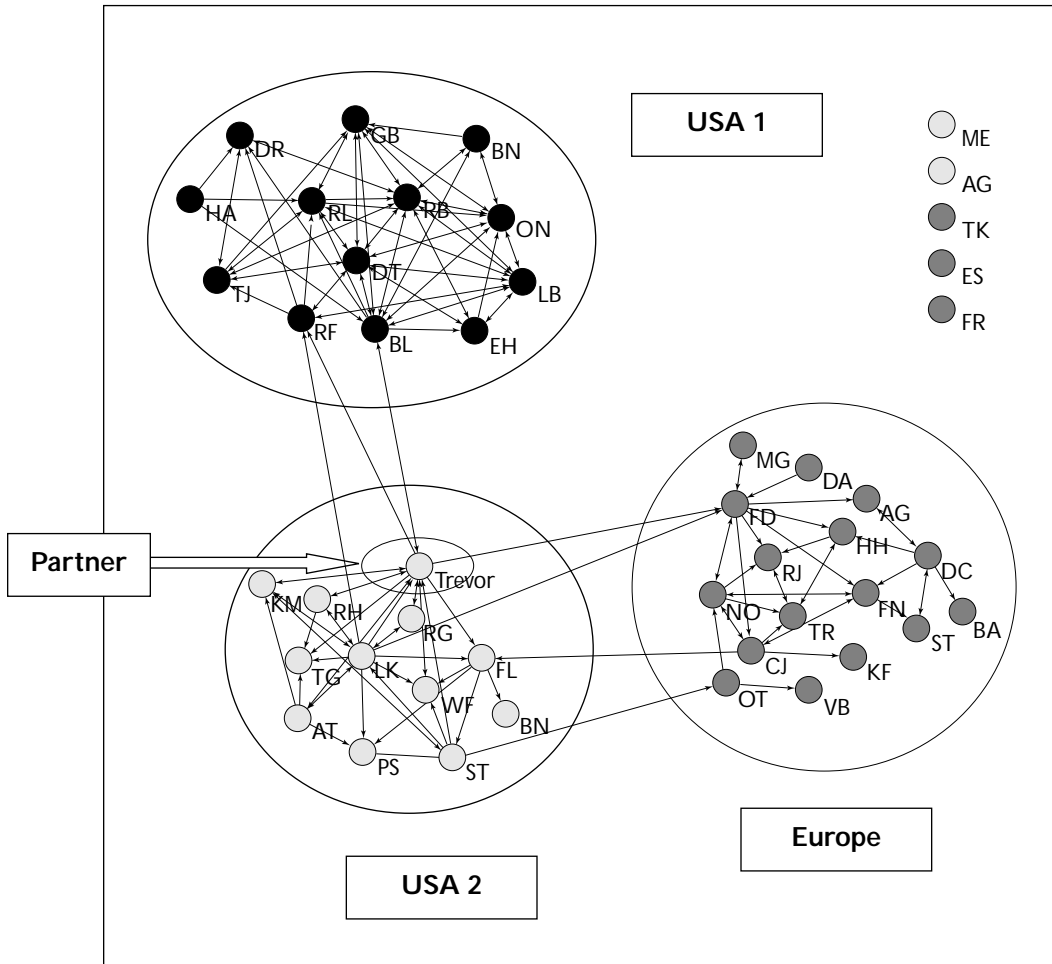 USA 1
GB
DR
BN
HA
RL
RB
ON
DT
TJ
LB
RF
BL
EH
ME
AG
TK
ES
FR
Partner
Trevor
KM
RH
RG
TG
LK
FL
WF
AT
BN
PS
ST
USA 2
MG
DA
FD
AG
HH
RJ
DC
NO
FN
TR
ST
BA
CJ
KF
OT
VB
Europe